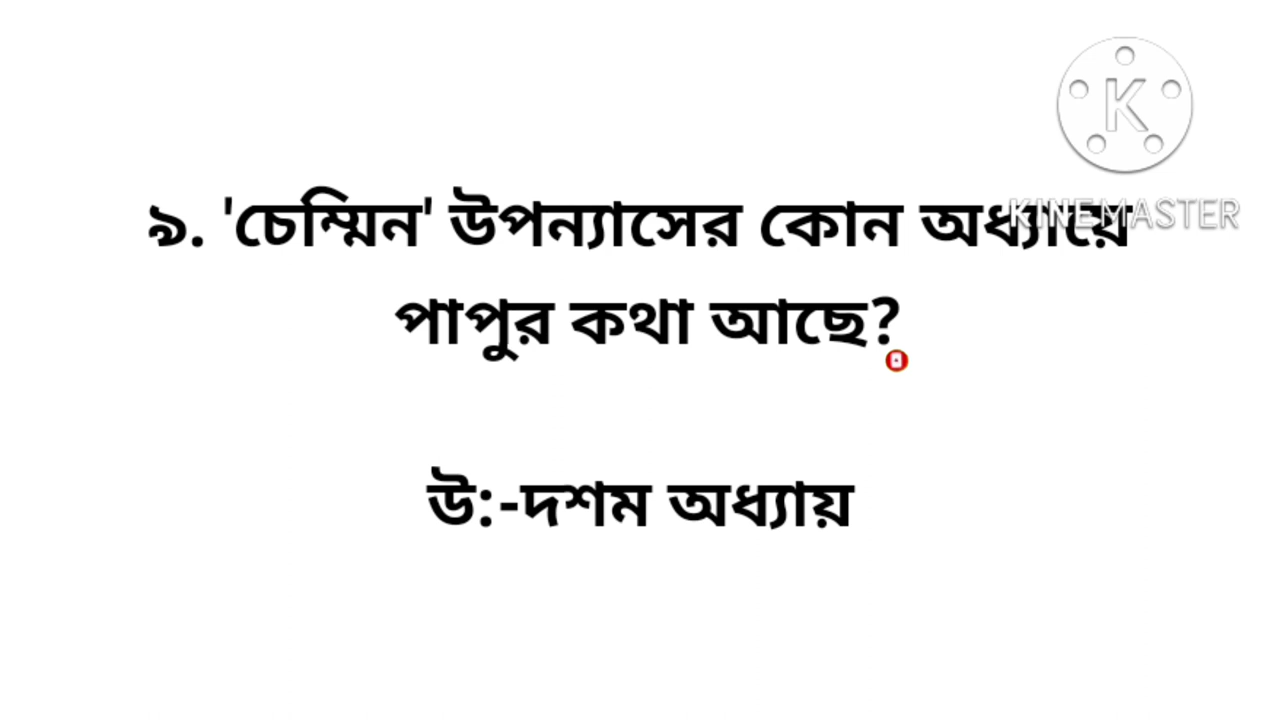 ৯. 'চেম্মিন' উপন্যাসের কোন অধ্যায়ে
পাপুর কথা আছে?
উ:-দশম অধ্যায়
K
KINEMASTER